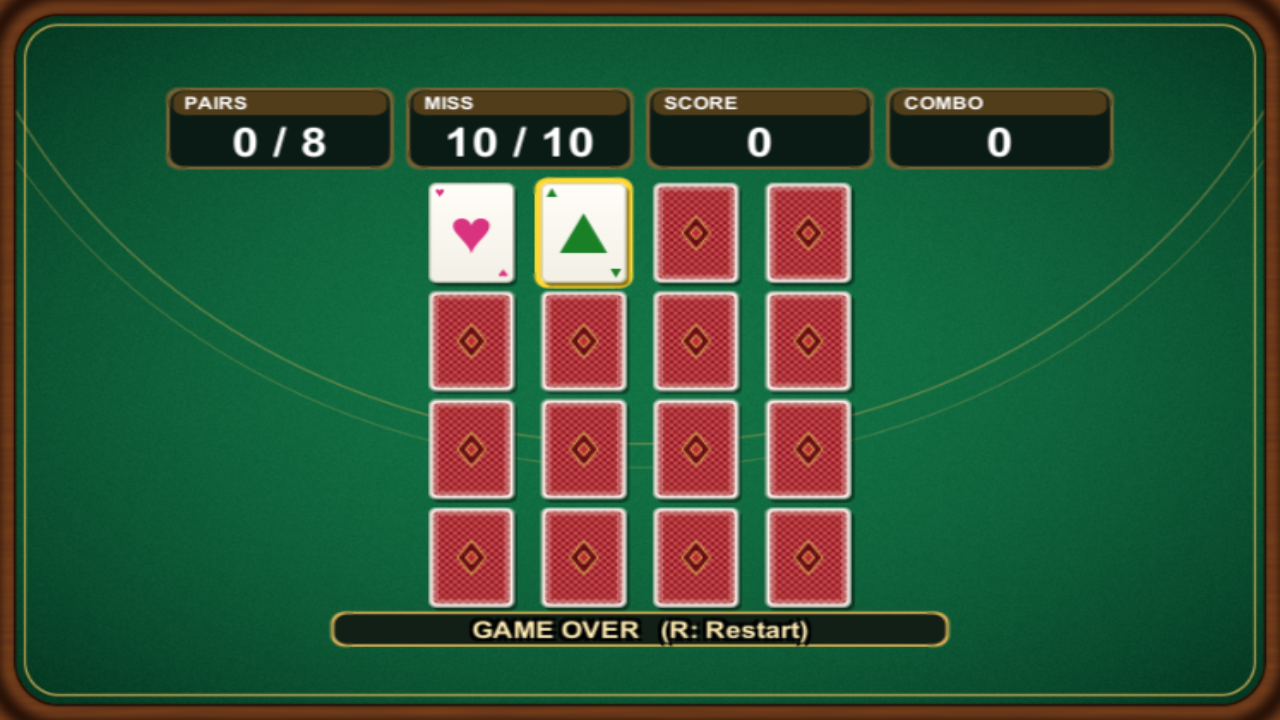 PAIRS
0 / 8
MISS
10 / 10
SCORE
0
COMBO
0
GAME OVER (R: Restart)